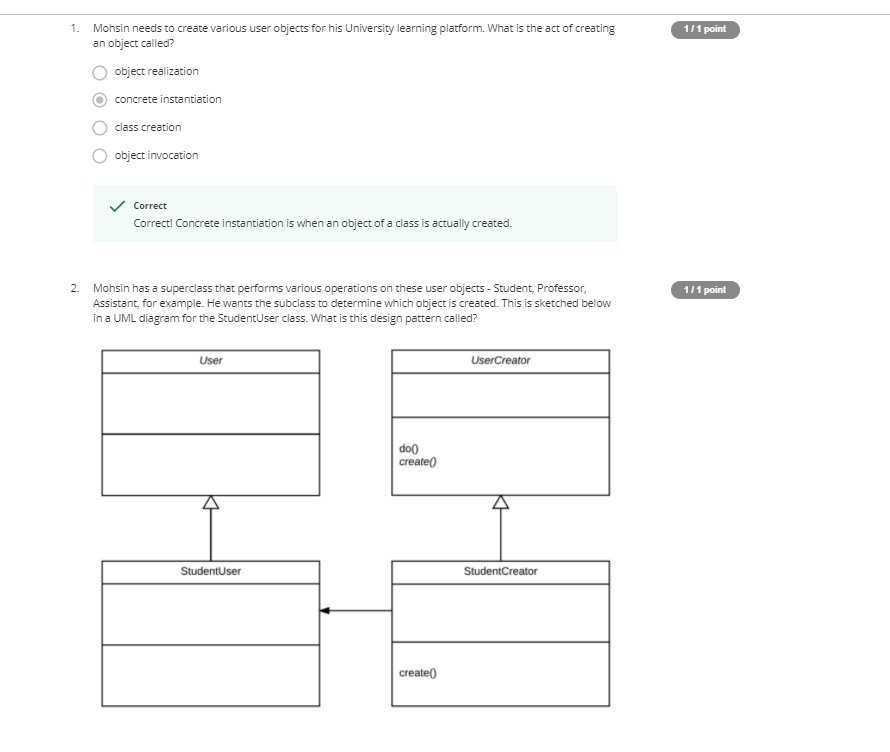 1. Mohsin needs to create various user objects for his University learning platform. What is the act of creating
an object called?
1 / 1 point
object realization
concrete instantiation
class creation
object invocation
Correct
Correct! Concrete instantiation is when an object of a class is actually created.
2. Mohsin has a superclass that performs various operations on these user objects - Student, Professor,
Assistant, for example. He wants the subclass to determine which object is created. This is sketched below
in a UML diagram for the StudentUser class. What is this design pattern called?
1 / 1 point
User
UserCreator
do()
create()
StudentUser
StudentCreator
create()